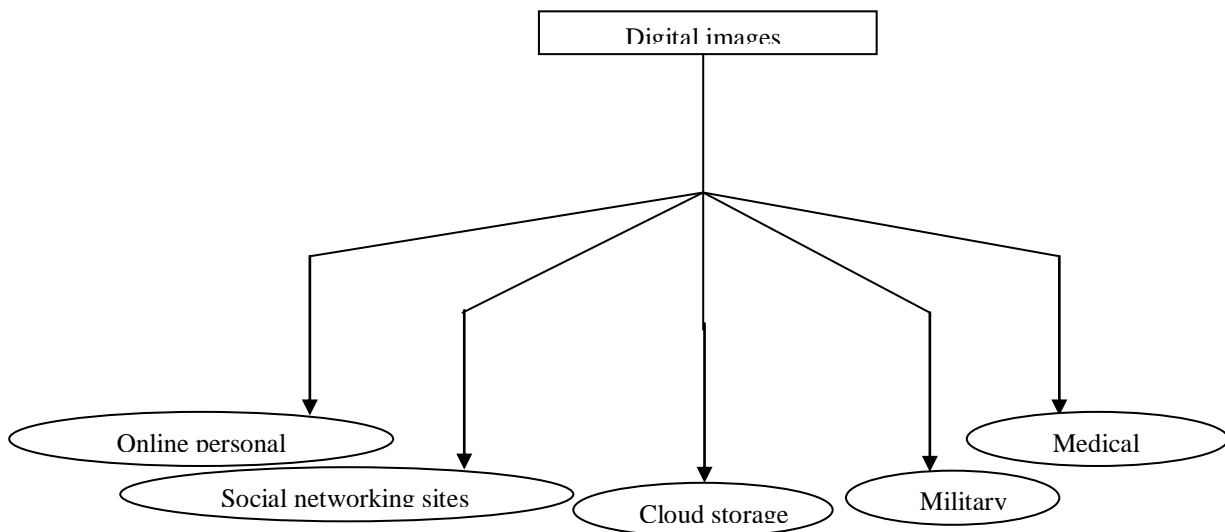 Digital images
Online personal
Social networking sites
Cloud storage
Military
Medical